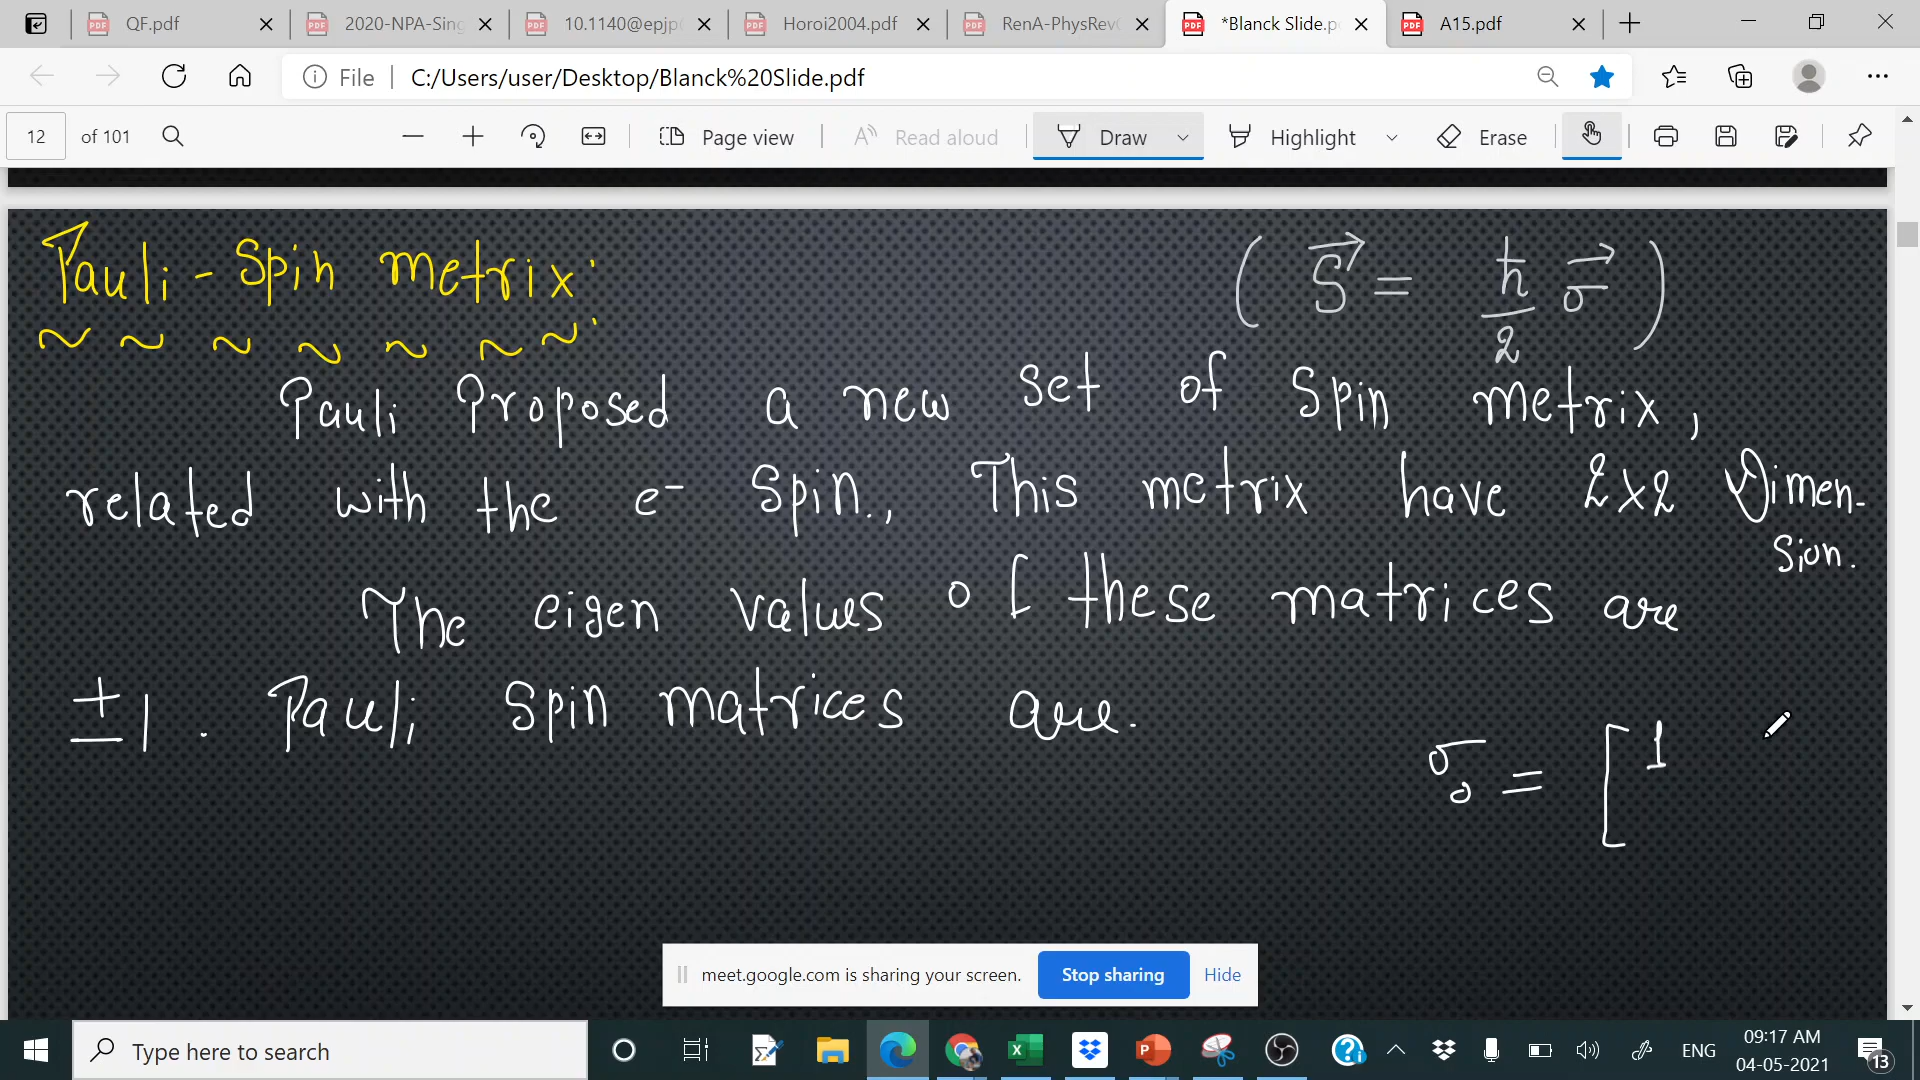 QF.pdf 2020-NPA-Sing 10.1140@epjp Horoi2004.pdf RenA-PhysRevC *Blanck Slide.p A15.pdf
File C:/Users/user/Desktop/Blanck%20Slide.pdf
12 of 101 Page view Read aloud Draw Highlight Erase
Pauli - Spin metrix: ( S⃗ = ħ/2 σ⃗ )
Pauli Proposed a new set of Spin metrix,
related with the e⁻ Spin., This metrix have 2x2 Dimen-
sion.
The eigen values of these matrices are
±1. Pauli Spin matrices are.
σ₀ = [ 1
meet.google.com is sharing your screen. Stop sharing Hide
Type here to search
ENG 09:17 AM
04-05-2021 13